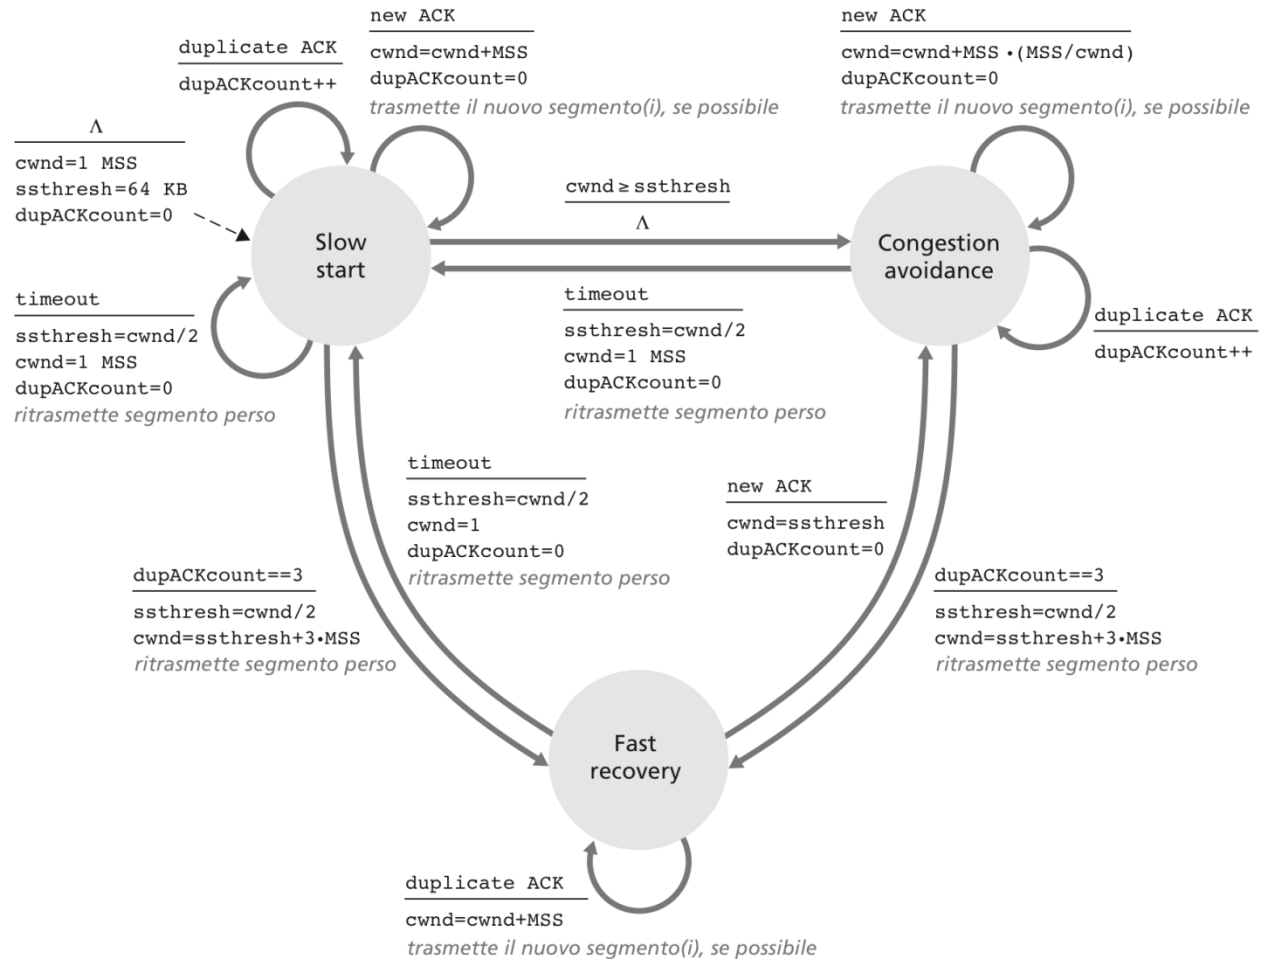 new ACK
cwnd=cwnd+MSS
dupACKcount=0
trasmette il nuovo segmento(i), se possibile
new ACK
cwnd=cwnd+MSS •(MSS/cwnd)
dupACKcount=0
trasmette il nuovo segmento(i), se possibile
duplicate ACK
dupACKcount++
Λ
cwnd=1 MSS
ssthresh=64 KB
dupACKcount=0
cwnd≥ssthresh
Λ
Slow
start
Congestion
avoidance
timeout
ssthresh=cwnd/2
cwnd=1 MSS
dupACKcount=0
ritrasmette segmento perso
timeout
ssthresh=cwnd/2
cwnd=1 MSS
dupACKcount=0
ritrasmette segmento perso
duplicate ACK
dupACKcount++
timeout
ssthresh=cwnd/2
cwnd=1
dupACKcount=0
ritrasmette segmento perso
new ACK
cwnd=ssthresh
dupACKcount=0
dupACKcount==3
ssthresh=cwnd/2
cwnd=ssthresh+3•MSS
ritrasmette segmento perso
dupACKcount==3
ssthresh=cwnd/2
cwnd=ssthresh+3•MSS
ritrasmette segmento perso
Fast
recovery
duplicate ACK
cwnd=cwnd+MSS
trasmette il nuovo segmento(i), se possibile